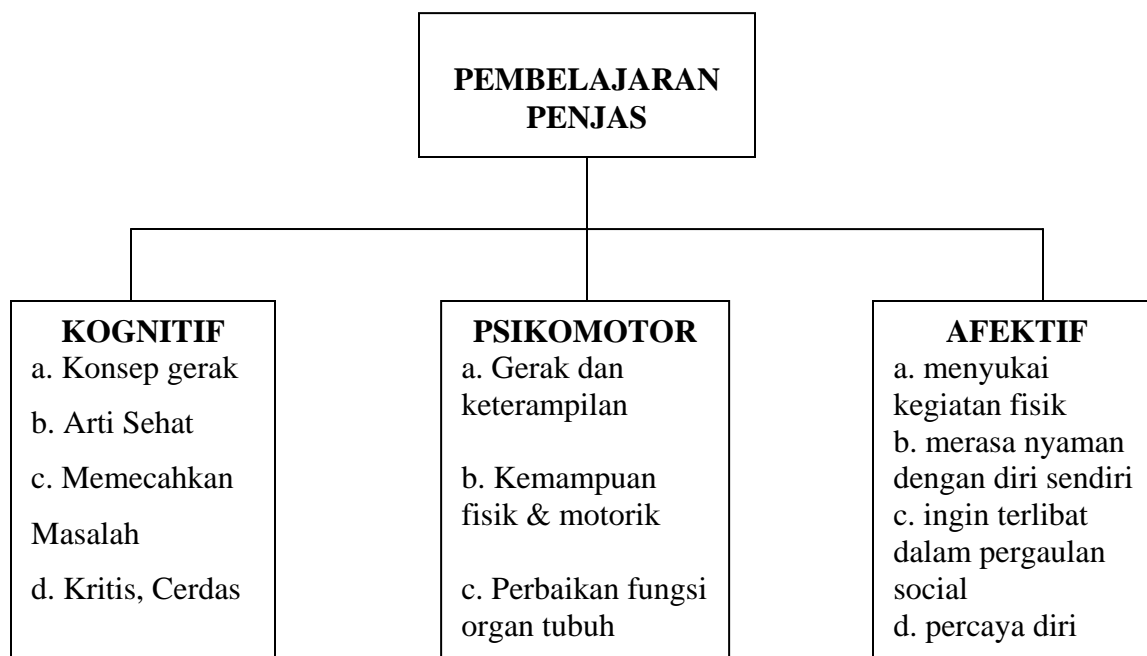 PEMBELAJARAN
PENJAS
KOGNITIF
a. Konsep gerak
b. Arti Sehat
c. Memecahkan
Masalah
d. Kritis, Cerdas
PSIKOMOTOR
a. Gerak dan
keterampilan
b. Kemampuan
fisik & motorik
c. Perbaikan fungsi
organ tubuh
AFEKTIF
a. menyukai
kegiatan fisik
b. merasa nyaman
dengan diri sendiri
c. ingin terlibat
dalam pergaulan
social
d. percaya diri